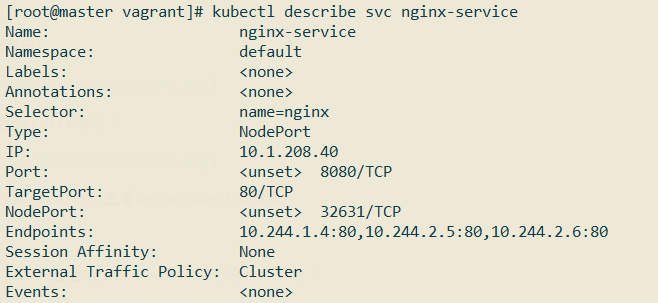 [root@master vagrant]# kubectl describe svc nginx-service
Name: nginx-service
Namespace: default
Labels: <none>
Annotations: <none>
Selector: name=nginx
Type: NodePort
IP: 10.1.208.40
Port: <unset> 8080/TCP
TargetPort: 80/TCP
NodePort: <unset> 32631/TCP
Endpoints: 10.244.1.4:80,10.244.2.5:80,10.244.2.6:80
Session Affinity: None
External Traffic Policy: Cluster
Events: <none>